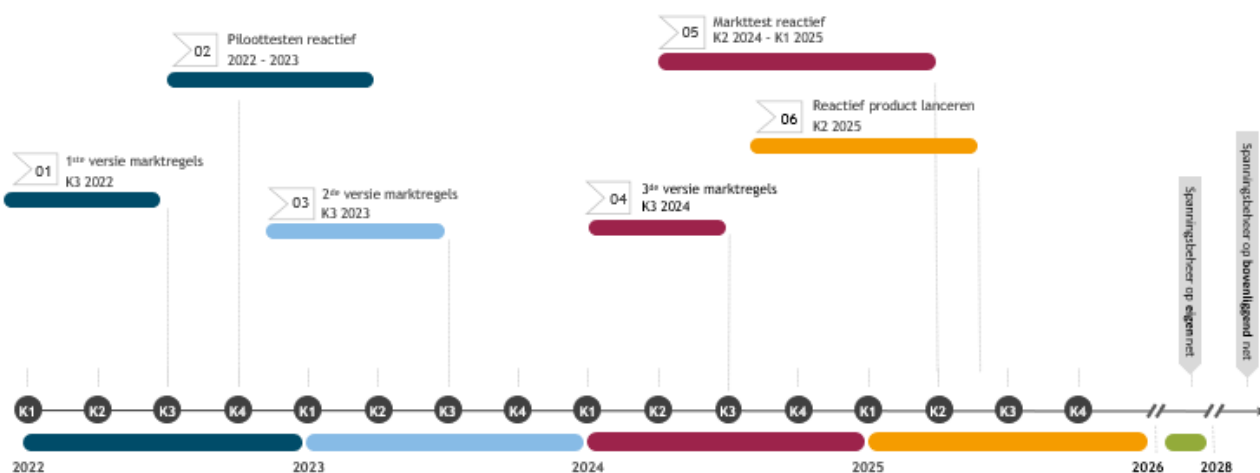 05
Markttest reactief
K2 2024 - K1 2025
02
Piloottesten reactief
2022 - 2023
06
Reactief product lanceren
K2 2025
01
1ste versie marktregels
K3 2022
03
2de versie marktregels
K3 2023
04
3de versie marktregels
K3 2024
Spanningsbeheer op eigen net
Spanningsbeheer op bovenliggend net
K1 K2 K3 K4 K1 K2 K3 K4 K1 K2 K3 K4 K1 K2 K3 K4
2022 2023 2024 2025 2026 2028